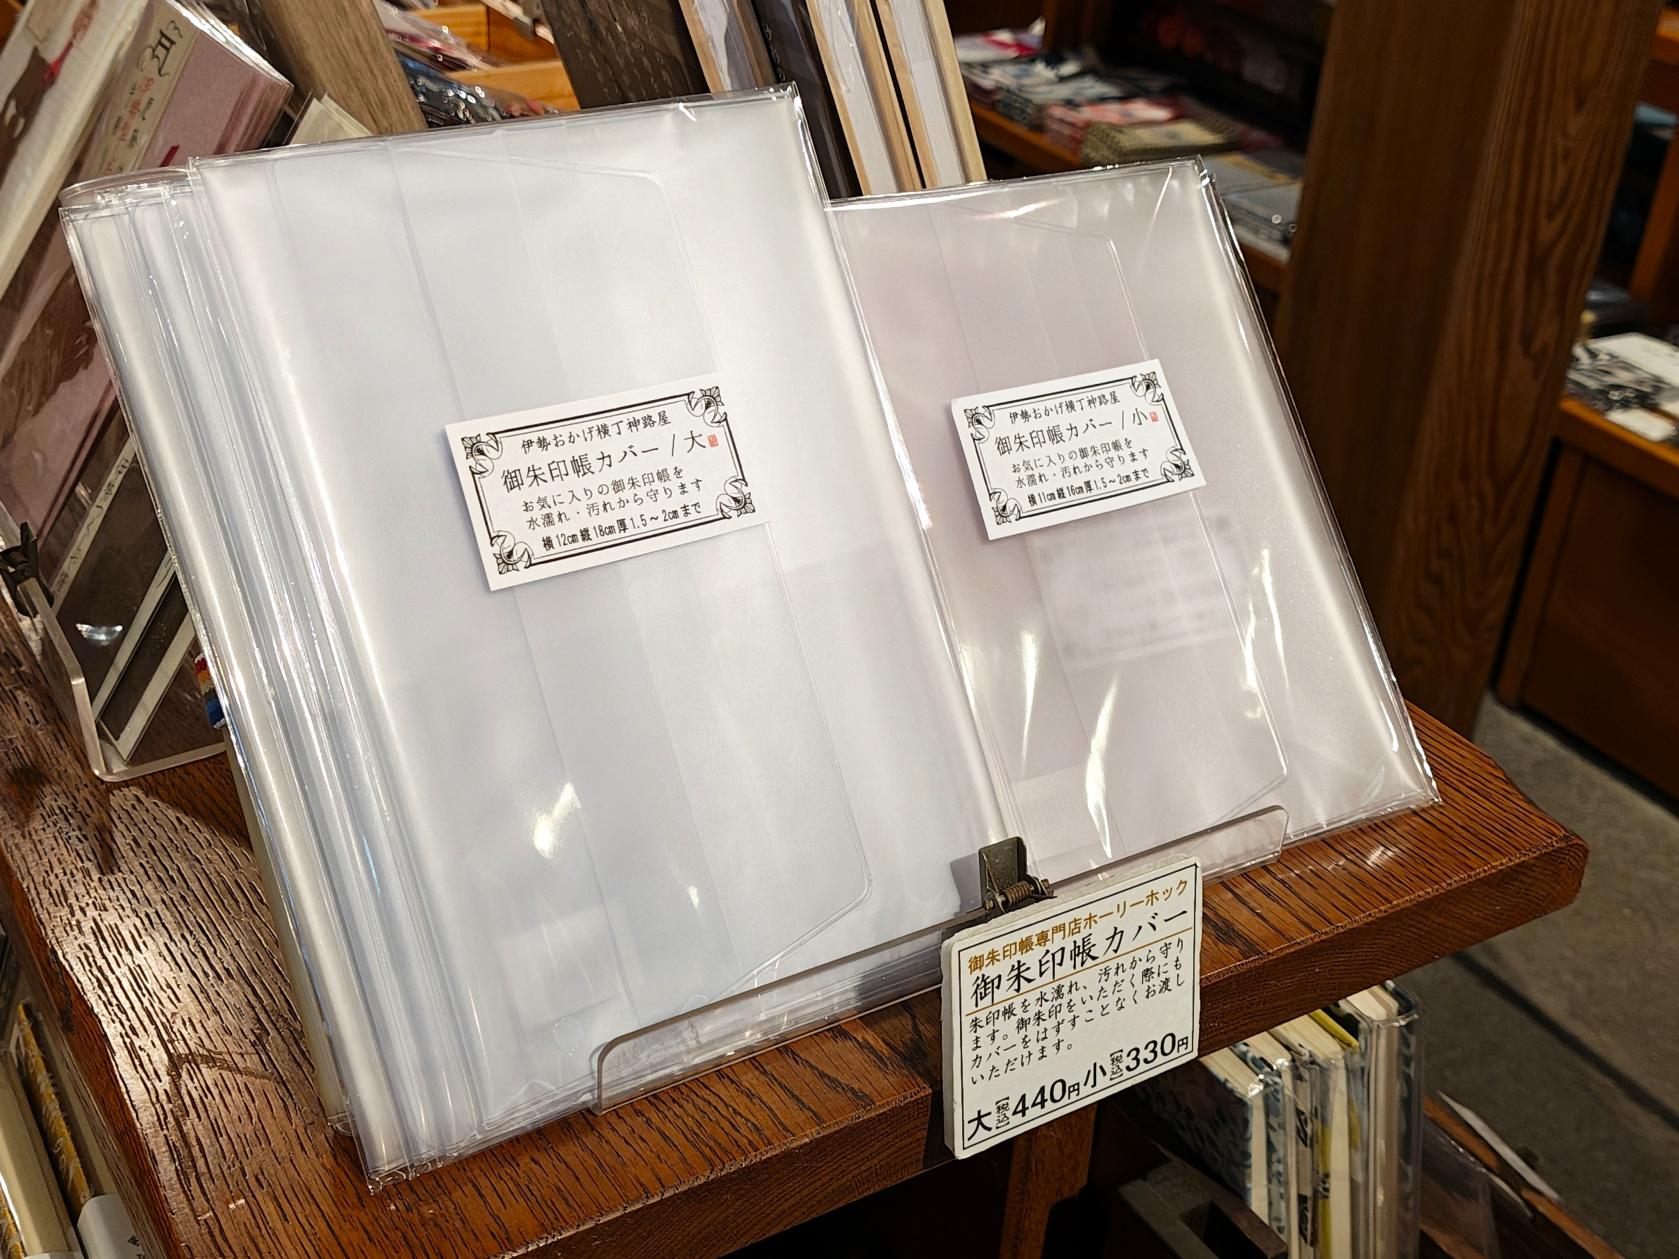 伊勢おかげ横丁神路屋
御朱印帳カバー/大
お気に入りの御朱印帳を
水濡れ・汚れから守ります
横12cm縦18cm厚1.5～2cmまで
伊勢おかげ横丁神路屋
御朱印帳カバー/小
お気に入りの御朱印帳を
水濡れ・汚れから守ります
横11cm縦16cm厚1.5～2cmまで
御朱印帳専門店ホーリーホック
御朱印帳カバー
朱印帳を水濡れ、汚れから守り
ます。御朱印をいただく際にも
カバーをはずすことなくお渡し
いただけます。
大【税込】440円小【税込】330円